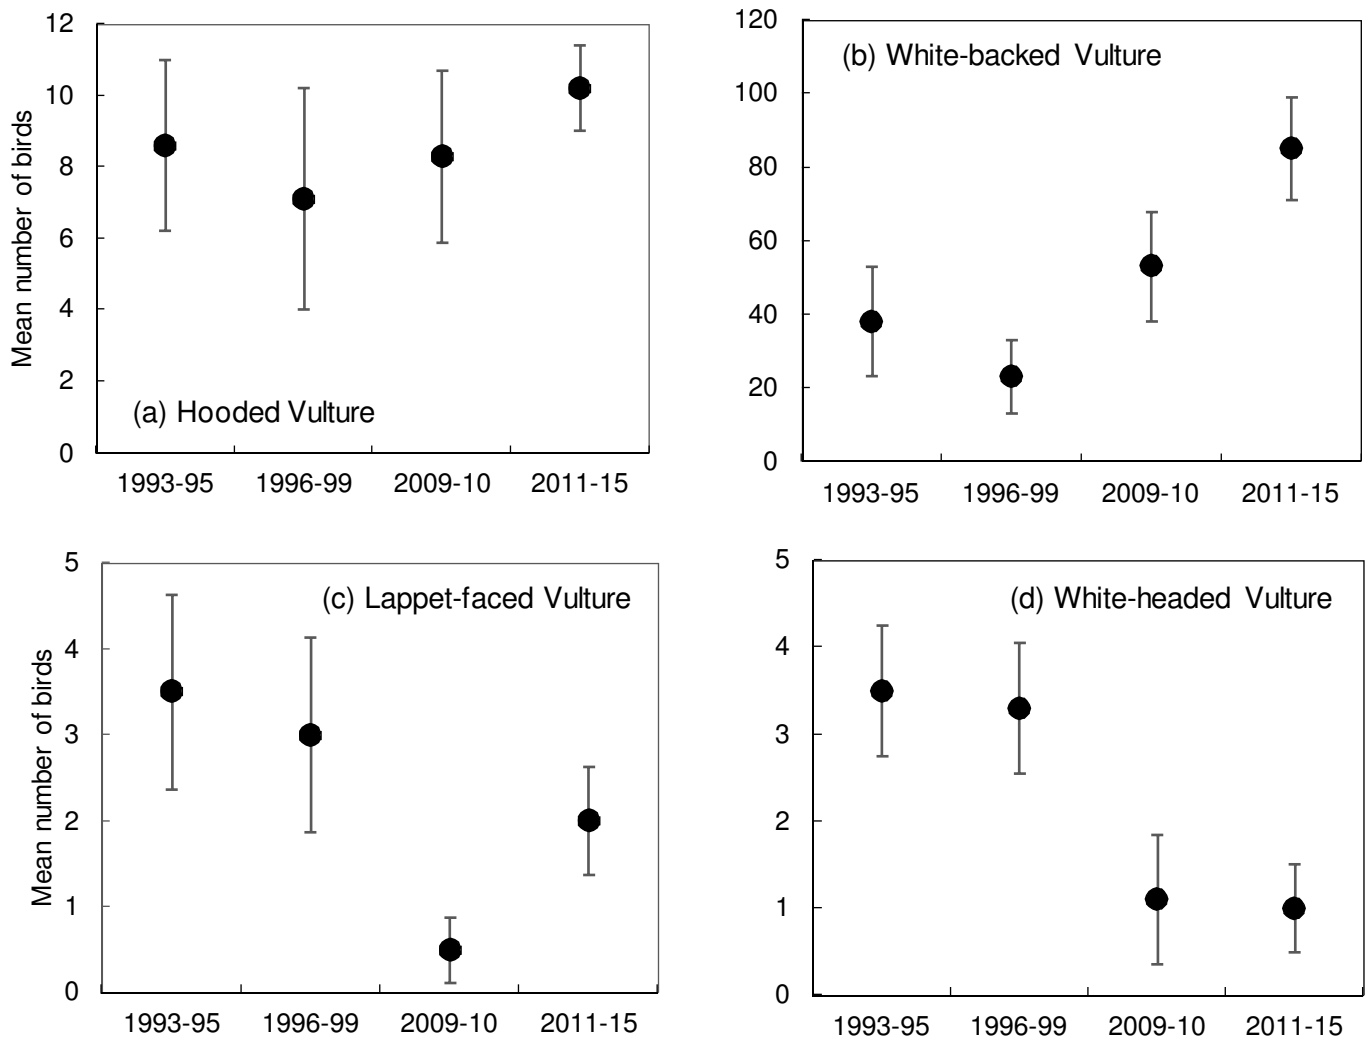 12
10
8
6
4
2
0
Mean number of birds
(a) Hooded Vulture
1993-95 1996-99 2009-10 2011-15
120
100
80
60
40
20
0
(b) White-backed Vulture
1993-95 1996-99 2009-10 2011-15
5
4
3
2
1
0
Mean number of birds
(c) Lappet-faced Vulture
1993-95 1996-99 2009-10 2011-15
5
4
3
2
1
0
(d) White-headed Vulture
1993-95 1996-99 2009-10 2011-15